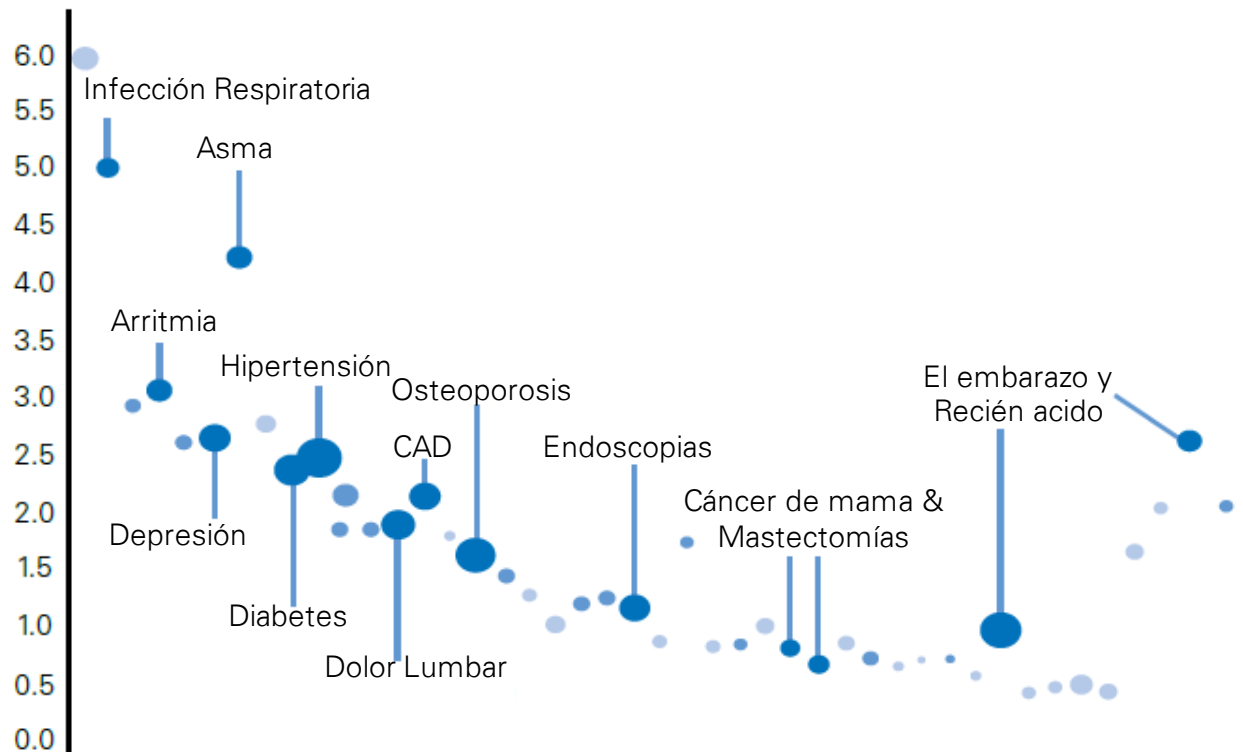 6.0
5.5
5.0
4.5
4.0
3.5
3.0
2.5
2.0
1.5
1.0
0.5
0.0
Infección Respiratoria
Asma
Arritmia
Hipertensión
Osteoporosis
El embarazo y
Recién acido
CAD
Endoscopias
Cáncer de mama &
Mastectomías
Depresión
Diabetes
Dolor Lumbar